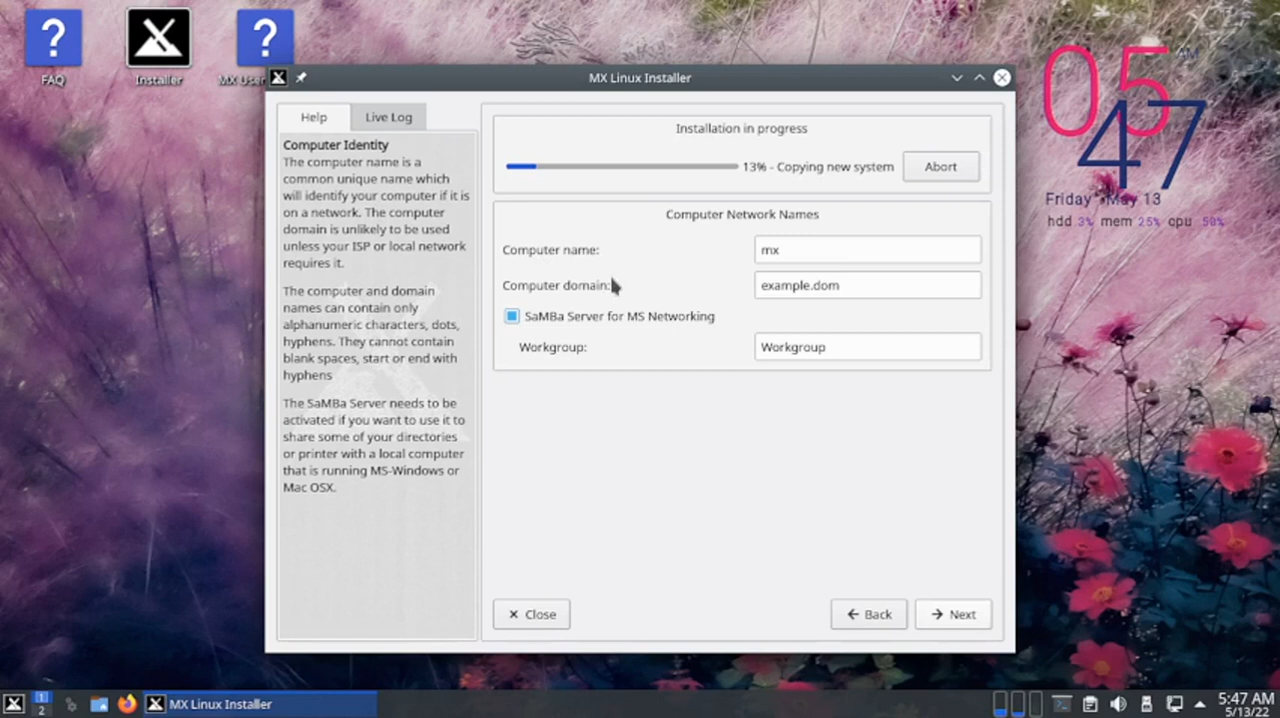 FAQ
Installer
MX User
MX Linux Installer
Help
Live Log
Computer Identity
The computer name is a
common unique name which
will identify your computer if it is
on a network. The computer
domain is unlikely to be used
unless your ISP or local network
requires it.
The computer and domain
names can contain only
alphanumeric characters, dots,
hyphens. They cannot contain
blank spaces, start or end with
hyphens
The SaMBa Server needs to be
activated if you want to use it to
share some of your directories
or printer with a local computer
that is running MS-Windows or
Mac OSX.
Installation in progress
13% - Copying new system
Abort
Computer Network Names
Computer name:
mx
Computer domain:
example.dom
SaMBa Server for MS Networking
Workgroup:
Workgroup
Close
Back
Next
05
AM
47
Friday May 13
hdd 3% mem 25% cpu 50%
1
2
MX Linux Installer
5:47 AM
5/13/22